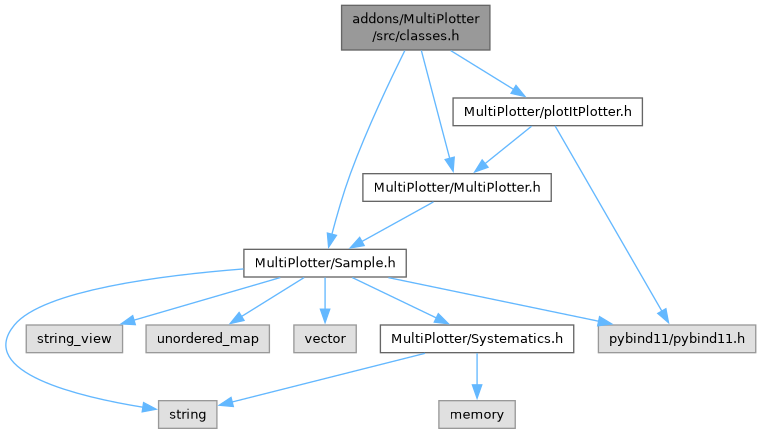 addons/MultiPlotter
/src/classes.h
MultiPlotter/plotItPlotter.h
MultiPlotter/MultiPlotter.h
MultiPlotter/Sample.h
string_view
unordered_map
vector
MultiPlotter/Systematics.h
pybind11/pybind11.h
string
memory